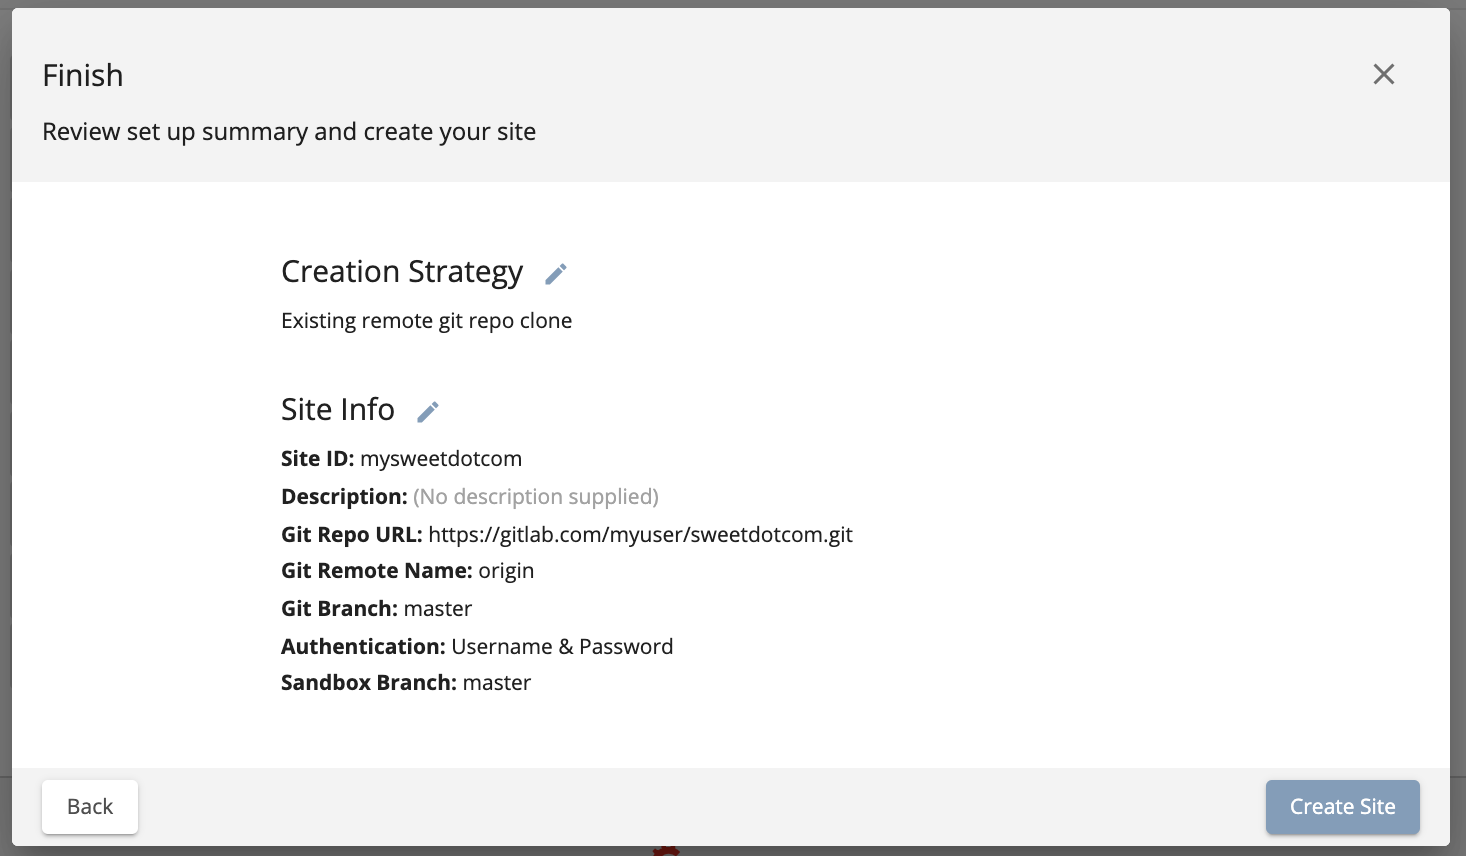 Finish
Review set up summary and create your site
Creation Strategy
Existing remote git repo clone
Site Info
Site ID: mysweetdotcom
Description: (No description supplied)
Git Repo URL: https://gitlab.com/myuser/sweetdotcom.git
Git Remote Name: origin
Git Branch: master
Authentication: Username & Password
Sandbox Branch: master
Back
Create Site